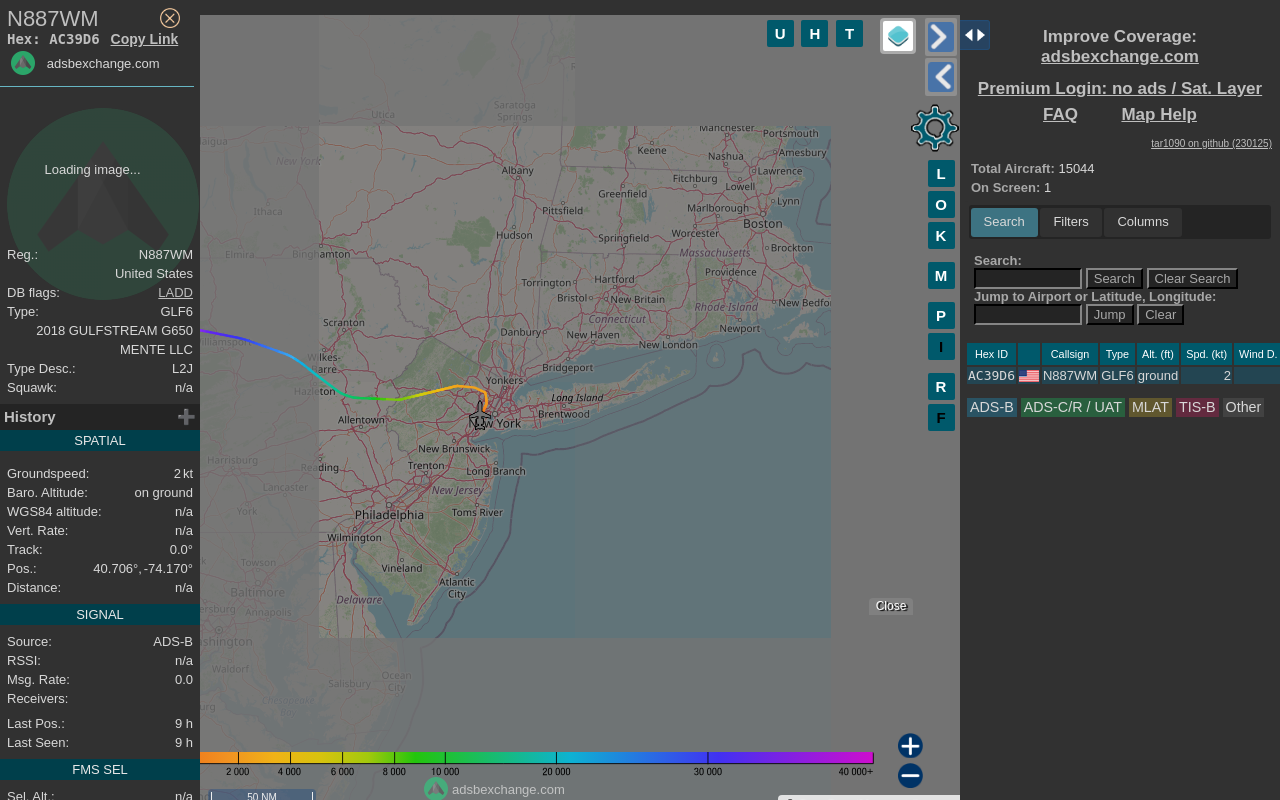 N887WM
Hex: AC39D6 Copy Link
adsbexchange.com
Loading image...
Reg.: N887WM
United States
DB flags: LADD
Type: GLF6
2018 GULFSTREAM G650
MENTE LLC
Type Desc.: L2J
Squawk: n/a
History
SPATIAL
Groundspeed: 2 kt
Baro. Altitude: on ground
WGS84 altitude: n/a
Vert. Rate: n/a
Track: 0.0°
Pos.: 40.706°, -74.170°
Distance: n/a
SIGNAL
Source: ADS-B
RSSI: n/a
Msg. Rate: 0.0
Receivers:
Last Pos.: 9 h
Last Seen: 9 h
FMS SEL
Sel. Alt.: n/a
U H T
L
O
K
M
P
I
R
F
Utica
Saratoga
Springs
New York
Albany
Ithaca
Elmira
Binghamton
Manchester
Portsmouth
Keene
Nashua
Amesbury
Fitchburg
Lawrence
Greenfield
Lowell
Pittsfield
Marlborough
Lynn
Boston
Hudson
Springfield
Worcester
Massachusetts
Brockton
Torrington
Hartford
Providence
Bristol
New Britain
Rhode Island
New Bedfo
Connecticut
Scranton
Danbury
New Haven
Newport
New London
Wilkes-
Barre
Bridgeport
Hazleton
Yonkers
Long Island
Brentwood
Allentown
New York
Harrisburg
Reading
New Brunswick
Trenton
Long Branch
Lancaster
New Jersey
York
Philadelphia
Toms River
Wilmington
Towson
Vineland
Baltimore
Atlantic
City
Annapolis
Delaware
Waldorf
Ocean
City
Salisbury
Chesapeake
Close
2 000 4 000 6 000 8 000 10 000 20 000 30 000 40 000+
adsbexchange.com
50 NM
Improve Coverage:
adsbexchange.com
Premium Login: no ads / Sat. Layer
FAQ Map Help
tar1090 on github (230125)
Total Aircraft: 15044
On Screen: 1
Search Filters Columns
Search:
Search Clear Search
Jump to Airport or Latitude, Longitude:
Jump Clear
Hex ID Callsign Type Alt. (ft) Spd. (kt) Wind D.
AC39D6 N887WM GLF6 ground 2
ADS-B ADS-C/R / UAT MLAT TIS-B Other